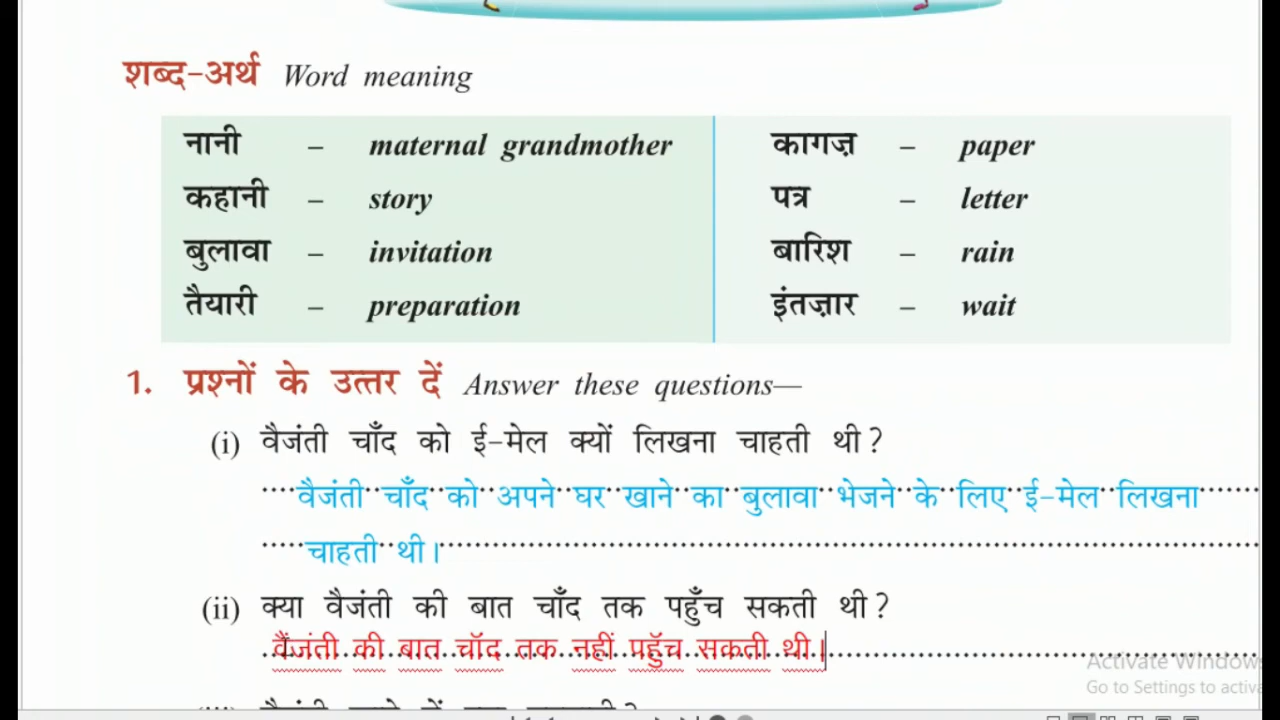 शब्द-अर्थ Word meaning
नानी – maternal grandmother
कहानी – story
बुलावा – invitation
तैयारी – preparation
कागज़ – paper
पत्र – letter
बारिश – rain
इंतज़ार – wait
1. प्रश्नों के उत्तर दें Answer these questions—
(i) वैजंती चाँद को ई-मेल क्यों लिखना चाहती थी?
वैजंती चाँद को अपने घर खाने का बुलावा भेजने के लिए ई-मेल लिखना
चाहती थी।
(ii) क्या वैजंती की बात चाँद तक पहुँच सकती थी?
वैजंती की बात चॉद तक नहीं पहुॅच सकती थी।
Activate Windows
Go to Settings to activa